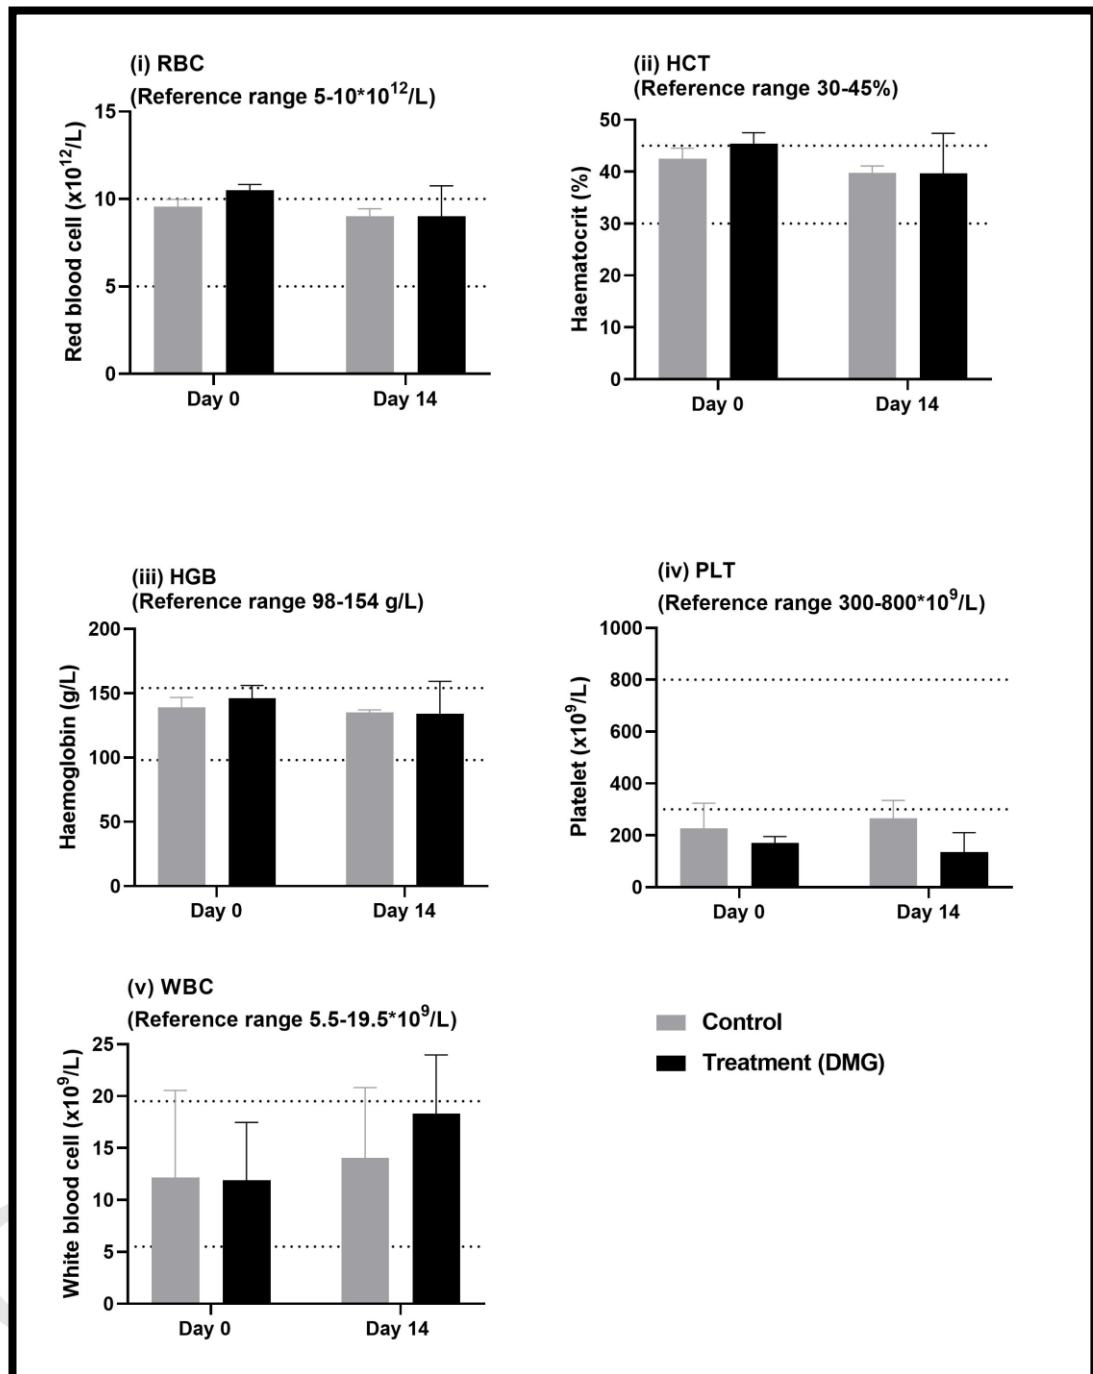 (i) RBC
(Reference range 5-10*10¹²/L)
Red blood cell (x10¹²/L)
15
10
5
0
Day 0
Day 14
(ii) HCT
(Reference range 30-45%)
Haematocrit (%)
50
40
30
20
10
0
Day 0
Day 14
(iii) HGB
(Reference range 98-154 g/L)
Haemoglobin (g/L)
200
150
100
50
0
Day 0
Day 14
(iv) PLT
(Reference range 300-800*10⁹/L)
Platelet (x10⁹/L)
1000
800
600
400
200
0
Day 0
Day 14
(v) WBC
(Reference range 5.5-19.5*10⁹/L)
White blood cell (x10⁹/L)
25
20
15
10
5
0
Day 0
Day 14
Control
Treatment (DMG)